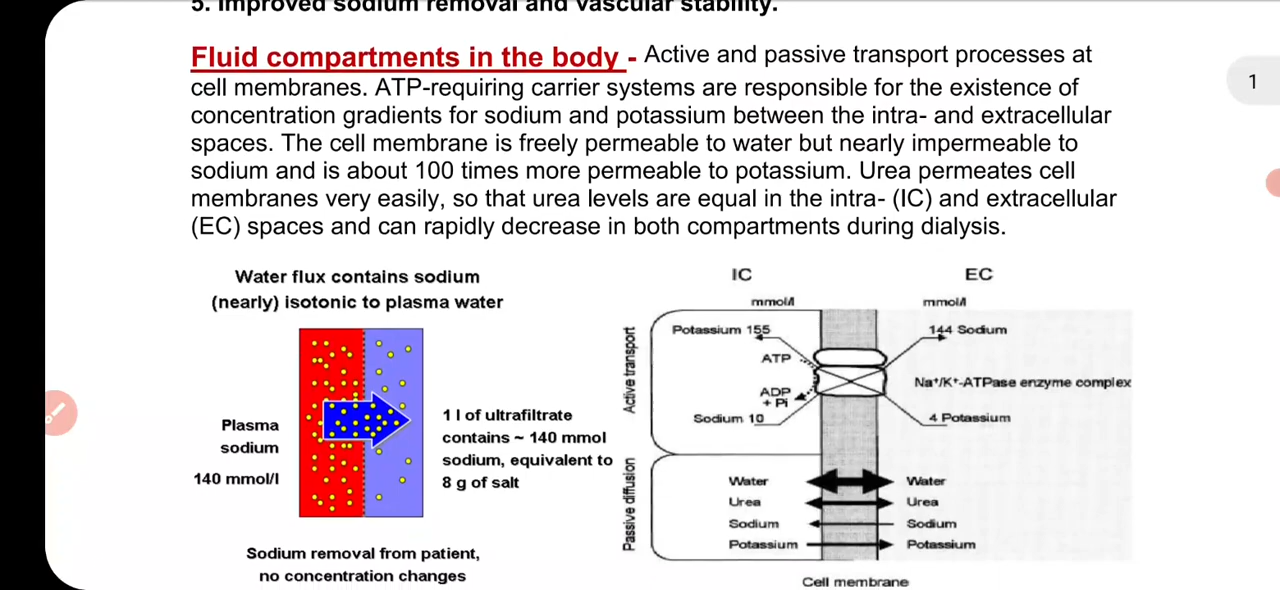 5. Improved sodium removal and vascular stability.
Fluid compartments in the body - Active and passive transport processes at
cell membranes. ATP-requiring carrier systems are responsible for the existence of
concentration gradients for sodium and potassium between the intra- and extracellular
spaces. The cell membrane is freely permeable to water but nearly impermeable to
sodium and is about 100 times more permeable to potassium. Urea permeates cell
membranes very easily, so that urea levels are equal in the intra- (IC) and extracellular
(EC) spaces and can rapidly decrease in both compartments during dialysis.
1
Water flux contains sodium
(nearly) isotonic to plasma water
Plasma
sodium
140 mmol/l
1 l of ultrafiltrate
contains ~ 140 mmol
sodium, equivalent to
8 g of salt
Sodium removal from patient,
no concentration changes
IC
EC
mmol/l
mmol/l
Active transport
Potassium 155
144 Sodium
ATP
Na⁺/K⁺-ATPase enzyme complex
ADP
+ Pi
Sodium 10
4 Potassium
Passive diffusion
Water
Water
Urea
Urea
Sodium
Sodium
Potassium
Potassium
Cell membrane